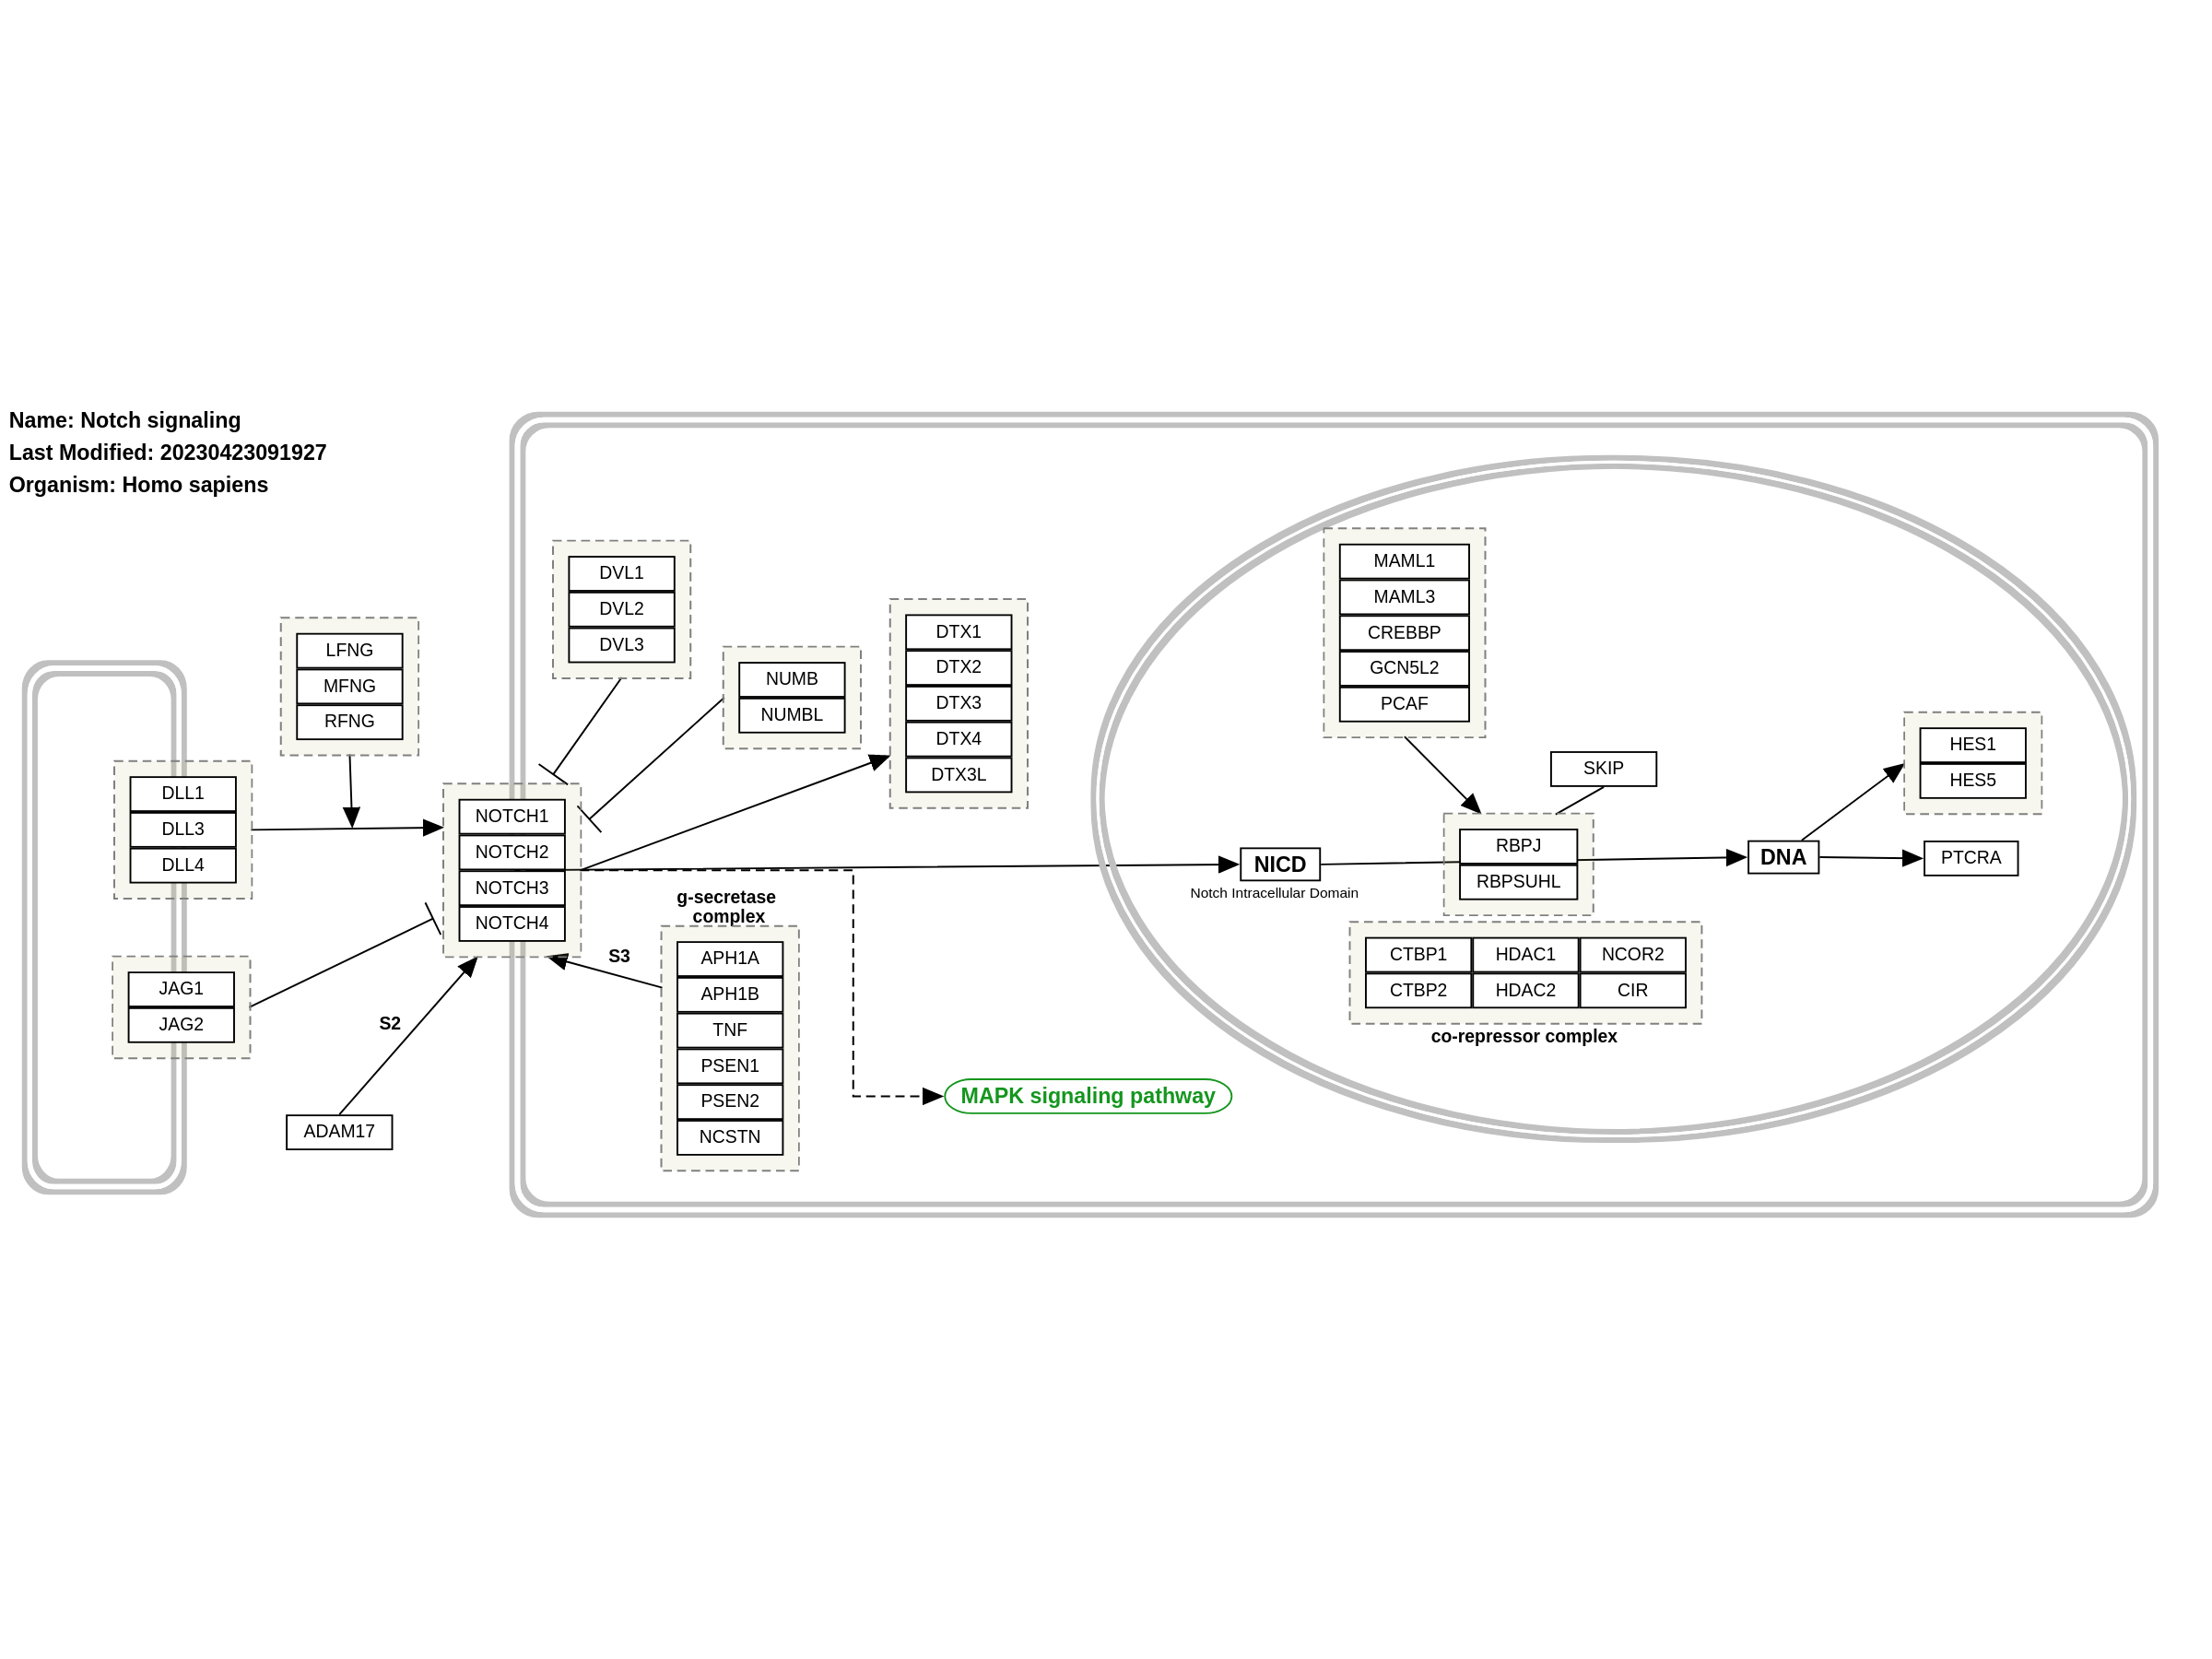 Name: Notch signaling
Last Modified: 20230423091927
Organism: Homo sapiens
LFNG
MFNG
RFNG
DLL1
DLL3
DLL4
JAG1
JAG2
S2
ADAM17
NOTCH1
NOTCH2
NOTCH3
NOTCH4
DVL1
DVL2
DVL3
NUMB
NUMBL
DTX1
DTX2
DTX3
DTX4
DTX3L
g-secretase
complex
S3
APH1A
APH1B
TNF
PSEN1
PSEN2
NCSTN
MAPK signaling pathway
NICD
Notch Intracellular Domain
MAML1
MAML3
CREBBP
GCN5L2
PCAF
SKIP
RBPJ
RBPSUHL
CTBP1 HDAC1 NCOR2
CTBP2 HDAC2 CIR
co-repressor complex
DNA
HES1
HES5
PTCRA